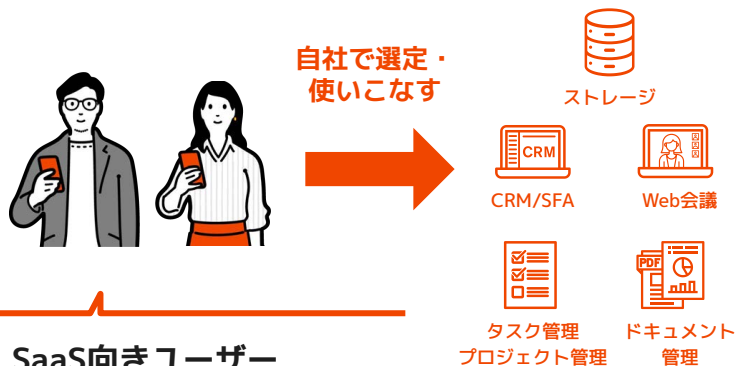 自社で選定・
使いこなす
ストレージ
CRM
CRM/SFA
Web会議
PDF
タスク管理
プロジェクト管理
ドキュメント
管理
SaaS向きユーザー